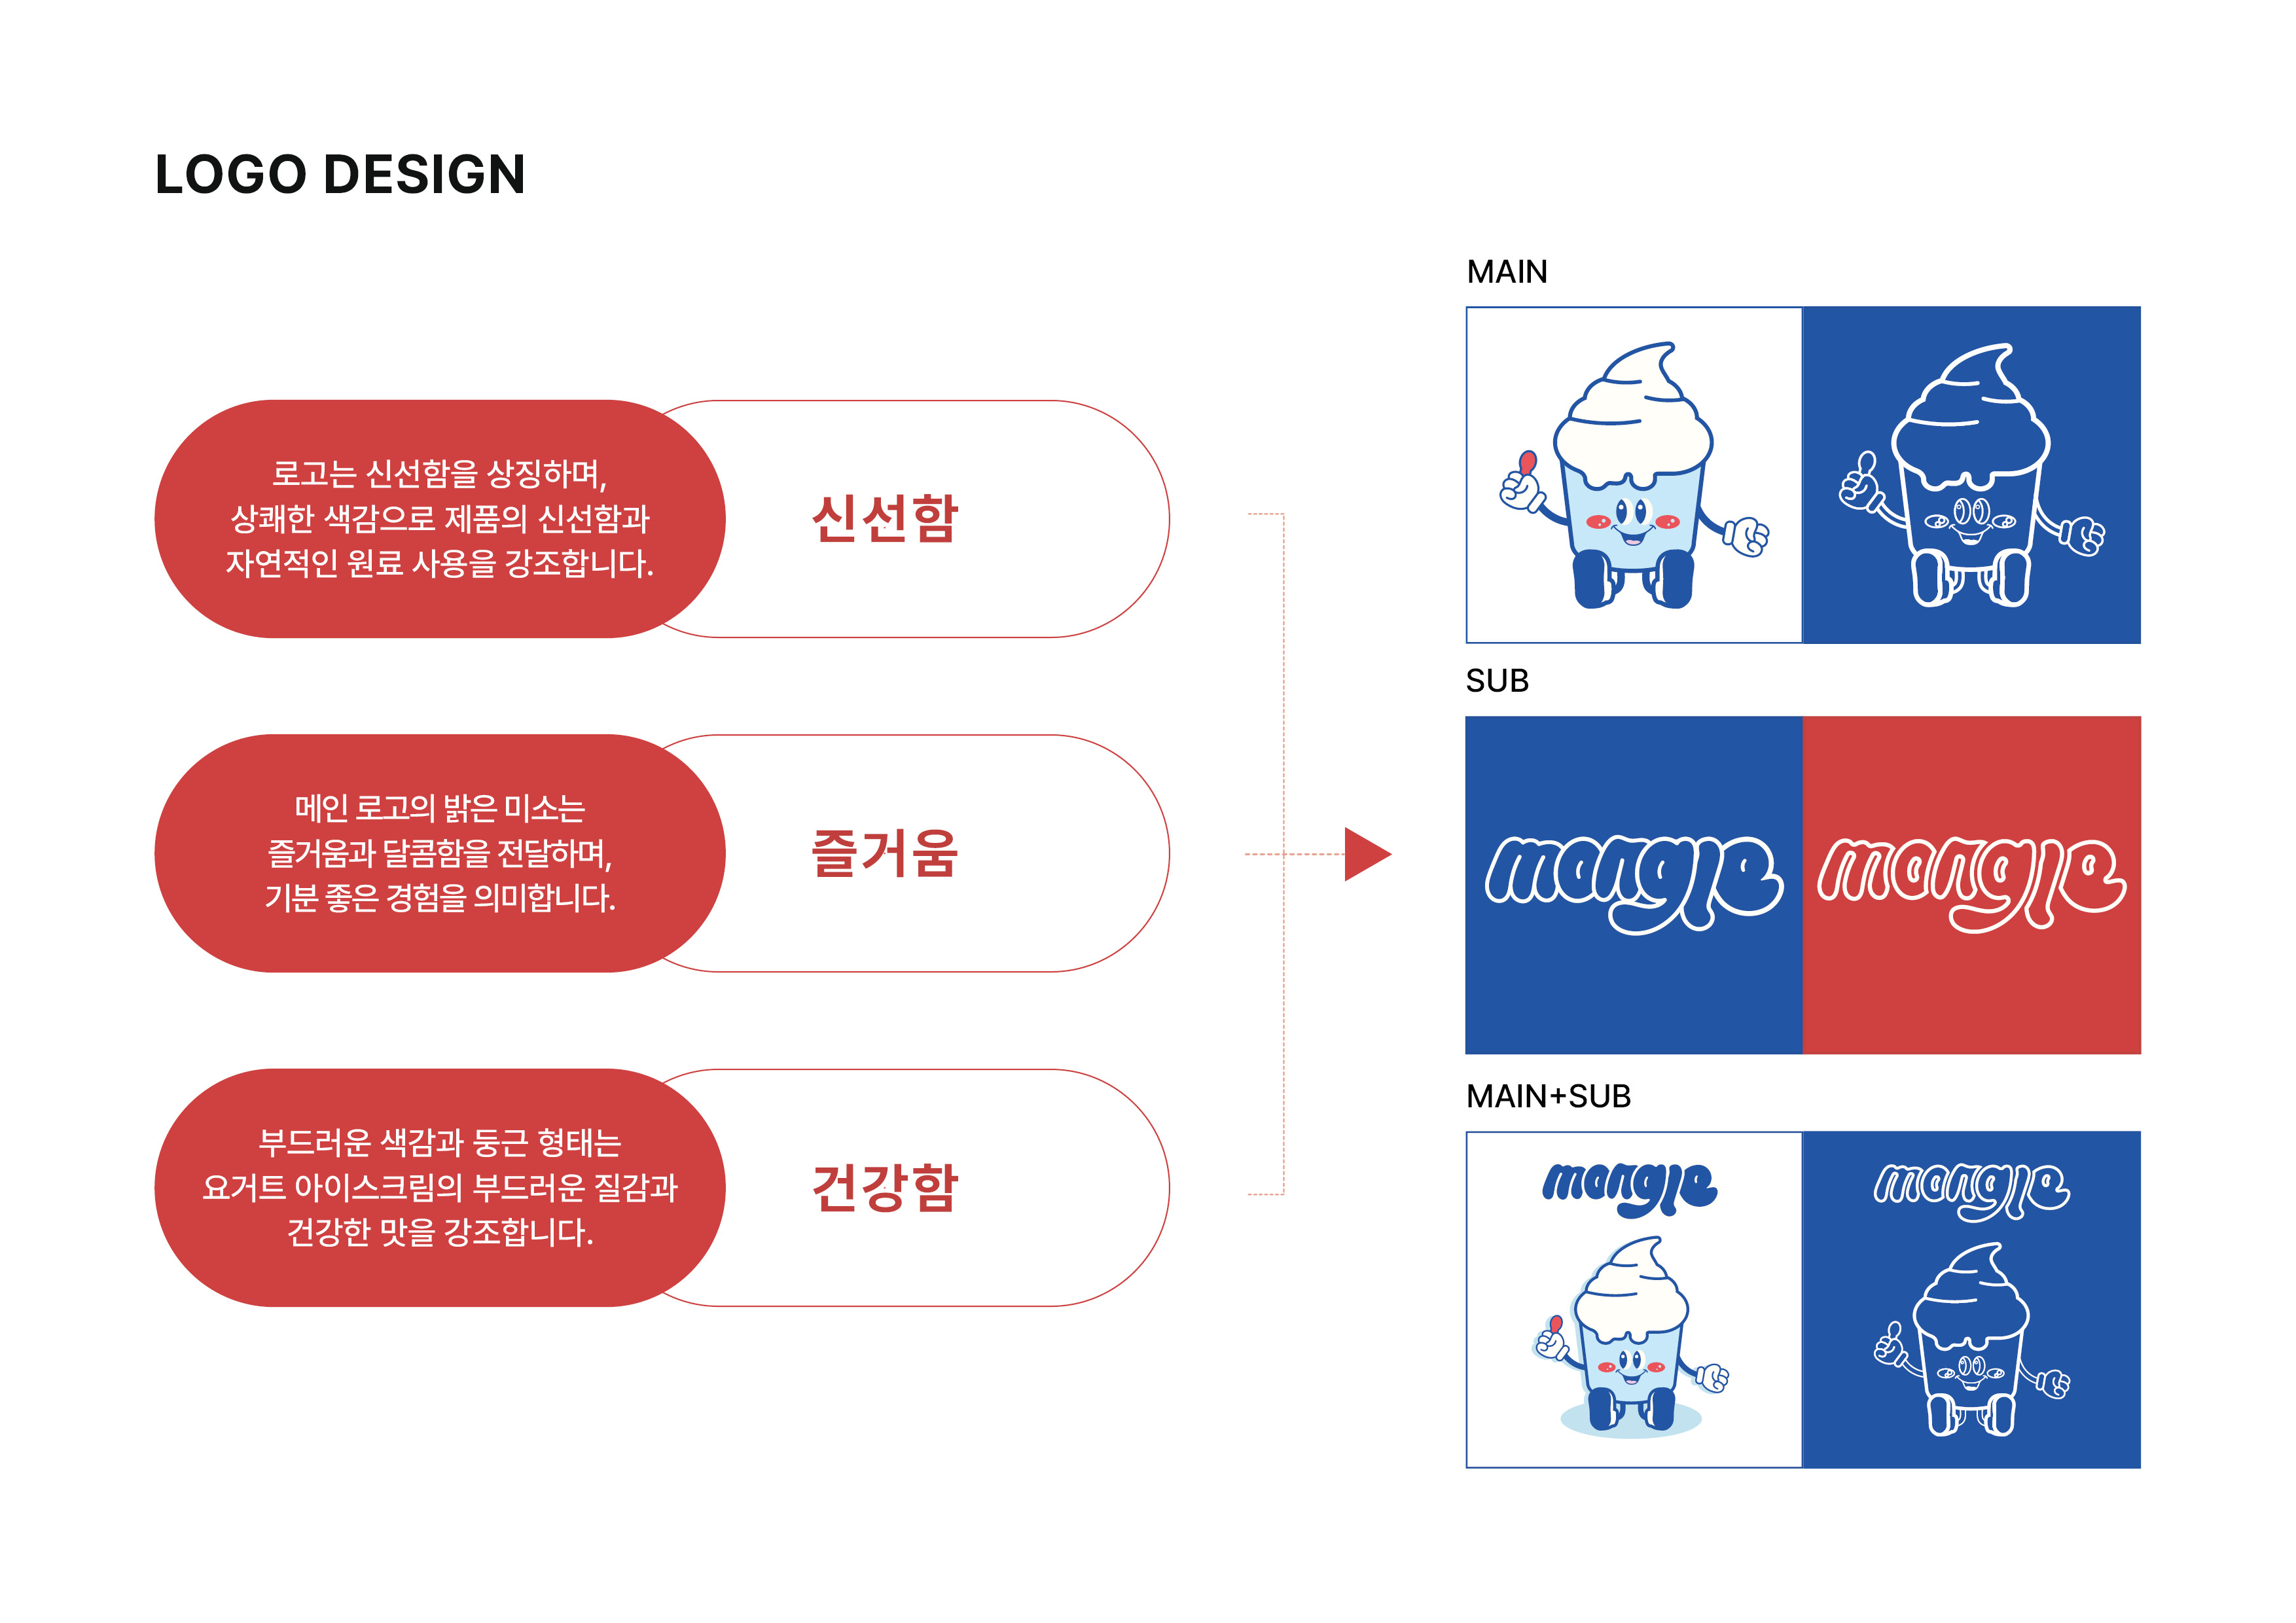 LOGO DESIGN
로고는 신선함을 상징하며,
상쾌한 색감으로 제품의 신선함과
자연적인 원료 사용을 강조합니다.
신선함
메인 로고의 밝은 미소는
즐거움과 달콤함을 전달하며,
기분 좋은 경험을 의미합니다.
즐거움
부드러운 색감과 둥근 형태는
요거트 아이스크림의 부드러운 질감과
건강한 맛을 강조합니다.
건강함
MAIN
SUB
mangie
mangie
MAIN+SUB
mangie
mangie